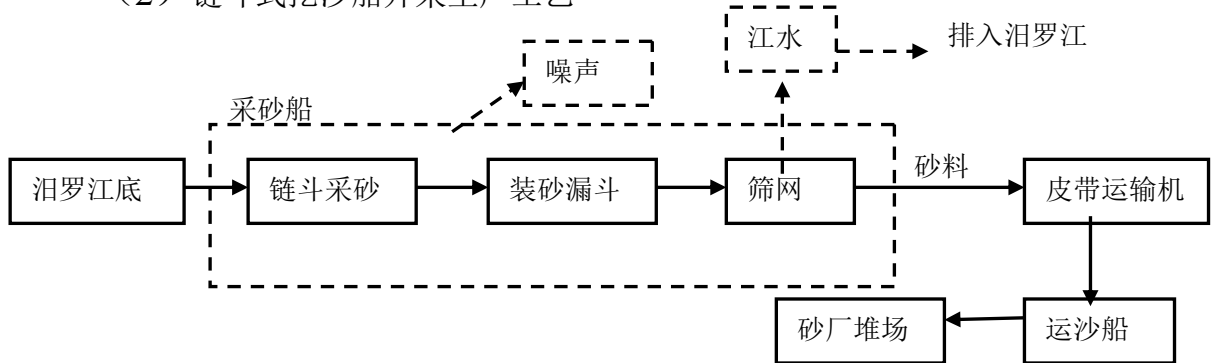 （2）链斗式挖沙船开采生产工艺
江水
排入汨罗江
噪声
采砂船
汨罗江底
链斗采砂
装砂漏斗
筛网
砂料
皮带运输机
砂厂堆场
运沙船